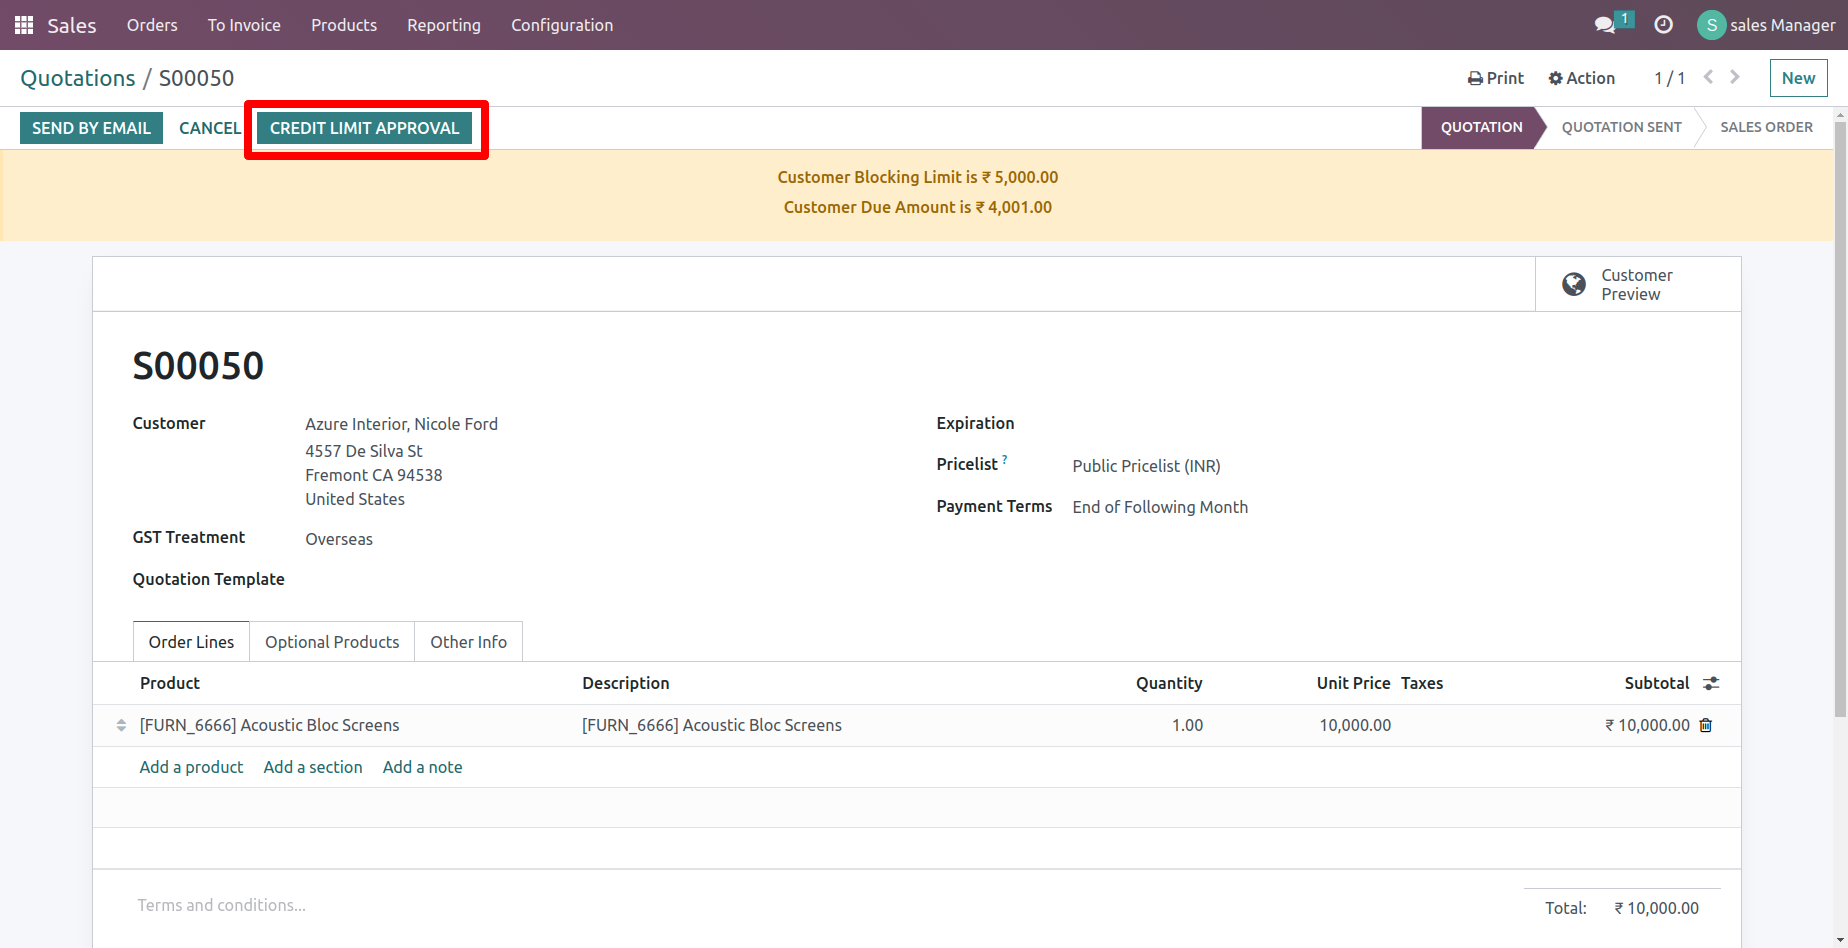 Sales Orders To Invoice Products Reporting Configuration 1 S sales Manager
Quotations / S00050 Print Action 1 / 1 New
SEND BY EMAIL CANCEL CREDIT LIMIT APPROVAL QUOTATION QUOTATION SENT SALES ORDER
Customer Blocking Limit is ₹ 5,000.00
Customer Due Amount is ₹ 4,001.00
Customer
Preview
S00050
Customer Azure Interior, Nicole Ford Expiration
4557 De Silva St
Pricelist ? Public Pricelist (INR)
Fremont CA 94538
United States
Payment Terms End of Following Month
GST Treatment Overseas
Quotation Template
Order Lines Optional Products Other Info
Product Description Quantity Unit Price Taxes Subtotal
[FURN_6666] Acoustic Bloc Screens [FURN_6666] Acoustic Bloc Screens 1.00 10,000.00 ₹ 10,000.00
Add a product Add a section Add a note
Terms and conditions...
Total: ₹ 10,000.00